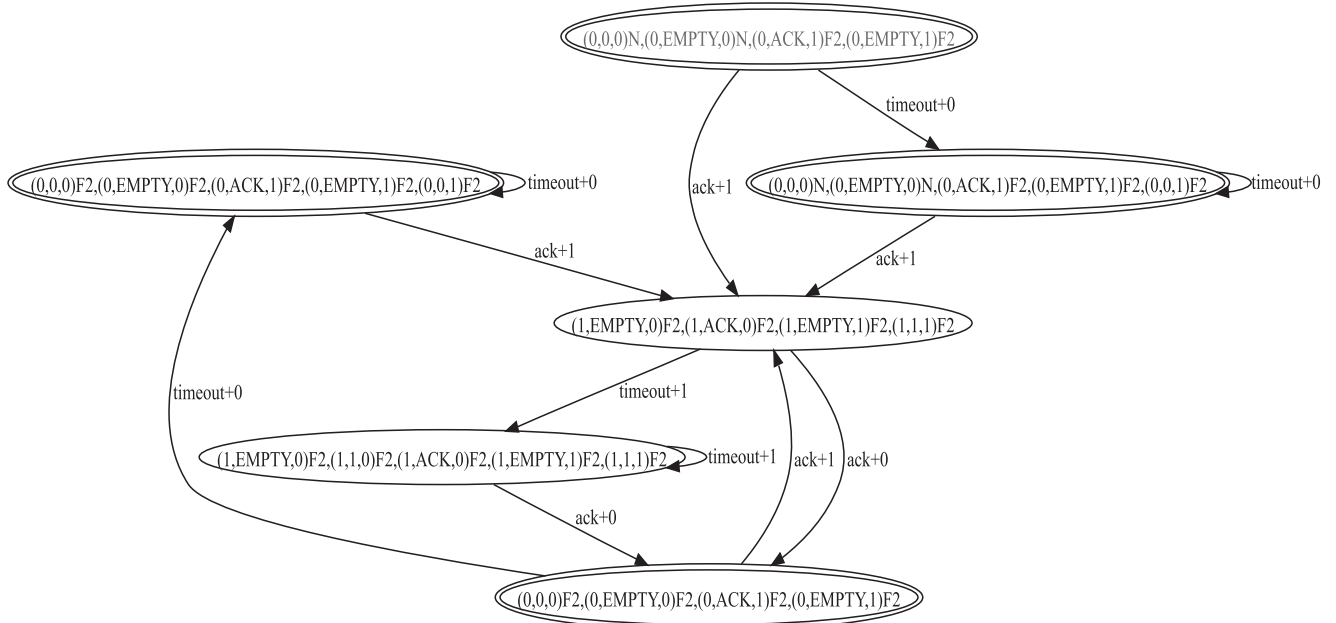 (0,0,0)N,(0,EMPTY,0)N,(0,ACK,1)F2,(0,EMPTY,1)F2
timeout+0
(0,0,0)F2,(0,EMPTY,0)F2,(0,ACK,1)F2,(0,EMPTY,1)F2,(0,0,1)F2
timeout+0
ack+1
(0,0,0)N,(0,EMPTY,0)N,(0,ACK,1)F2,(0,EMPTY,1)F2,(0,0,1)F2
timeout+0
ack+1
ack+1
(1,EMPTY,0)F2,(1,ACK,0)F2,(1,EMPTY,1)F2,(1,1,1)F2
timeout+0
timeout+1
(1,EMPTY,0)F2,(1,1,0)F2,(1,ACK,0)F2,(1,EMPTY,1)F2,(1,1,1)F2
timeout+1
ack+1
ack+0
ack+0
(0,0,0)F2,(0,EMPTY,0)F2,(0,ACK,1)F2,(0,EMPTY,1)F2